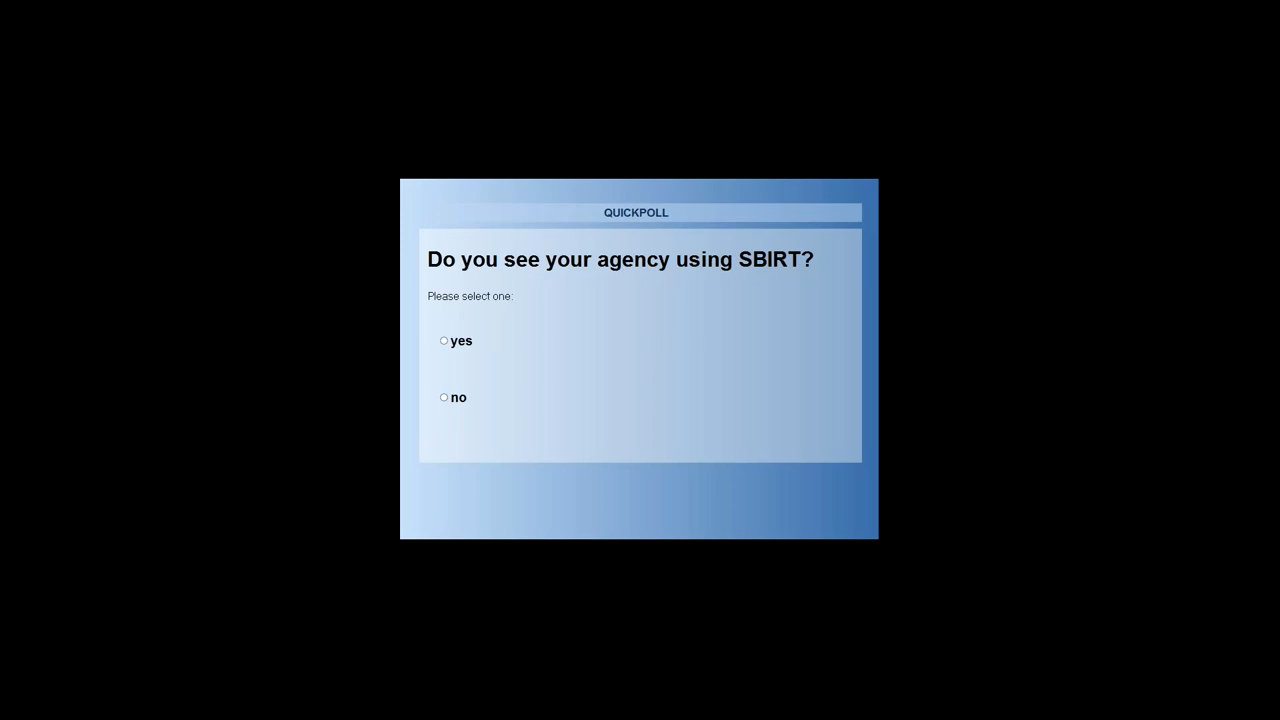 QUICKPOLL
Do you see your agency using SBIRT?
Please select one:
yes
no